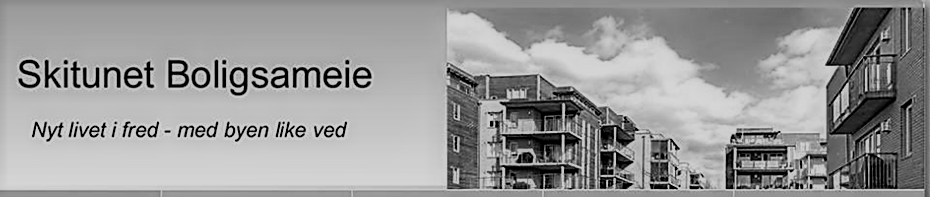 Skitunet Boligsameie
Nyt livet i fred - med byen like ved